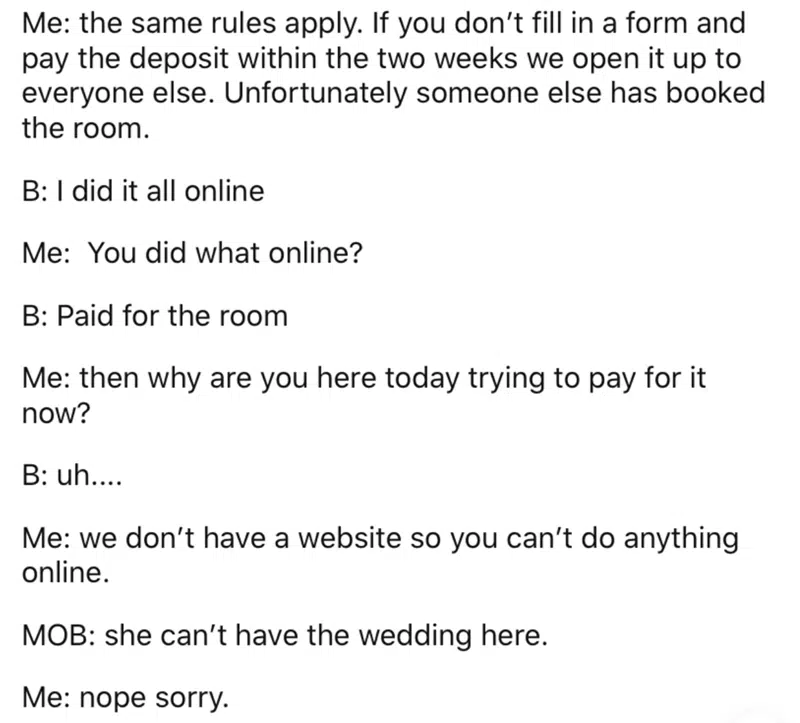 Me: the same rules apply. If you don’t fill in a form and
pay the deposit within the two weeks we open it up to
everyone else. Unfortunately someone else has booked
the room.
B: I did it all online
Me:  You did what online?
B: Paid for the room
Me: then why are you here today trying to pay for it
now?
B: uh....
Me: we don’t have a website so you can’t do anything
online.
MOB: she can’t have the wedding here.
Me: nope sorry.